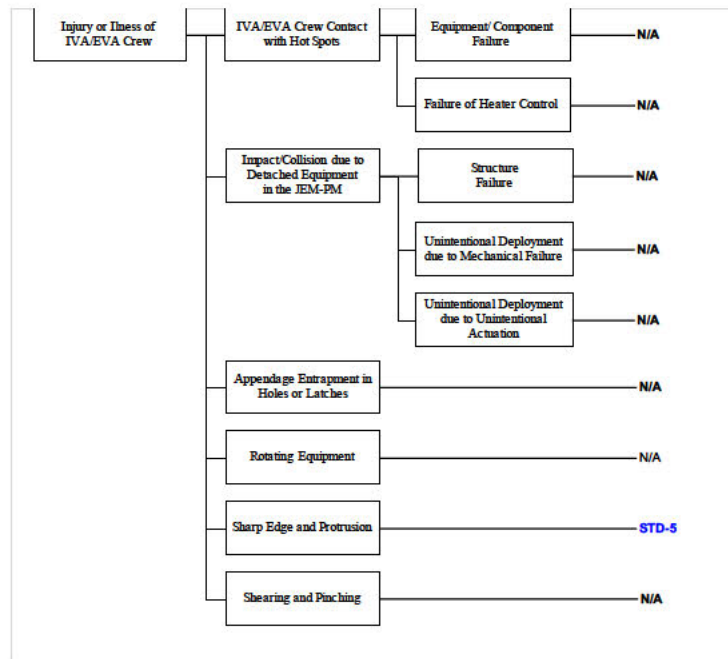 Injury or Ilness of
IVA/EVA Crew
IVA/EVA Crew Contact
with Hot Spots
Equipment/ Component
Failure
N/A
Failure of Heater Control
N/A
Impact/Collision due to
Detached Equipment
in the JEM-PM
Structure
Failure
N/A
Unintentional Deployment
due to Mechanical Failure
N/A
Unintentional Deployment
due to Unintentional
Actuation
N/A
Appendage Entrapment in
Holes or Latches
N/A
Rotating Equipment
N/A
Sharp Edge and Protrusion
STD-5
Shearing and Pinching
N/A